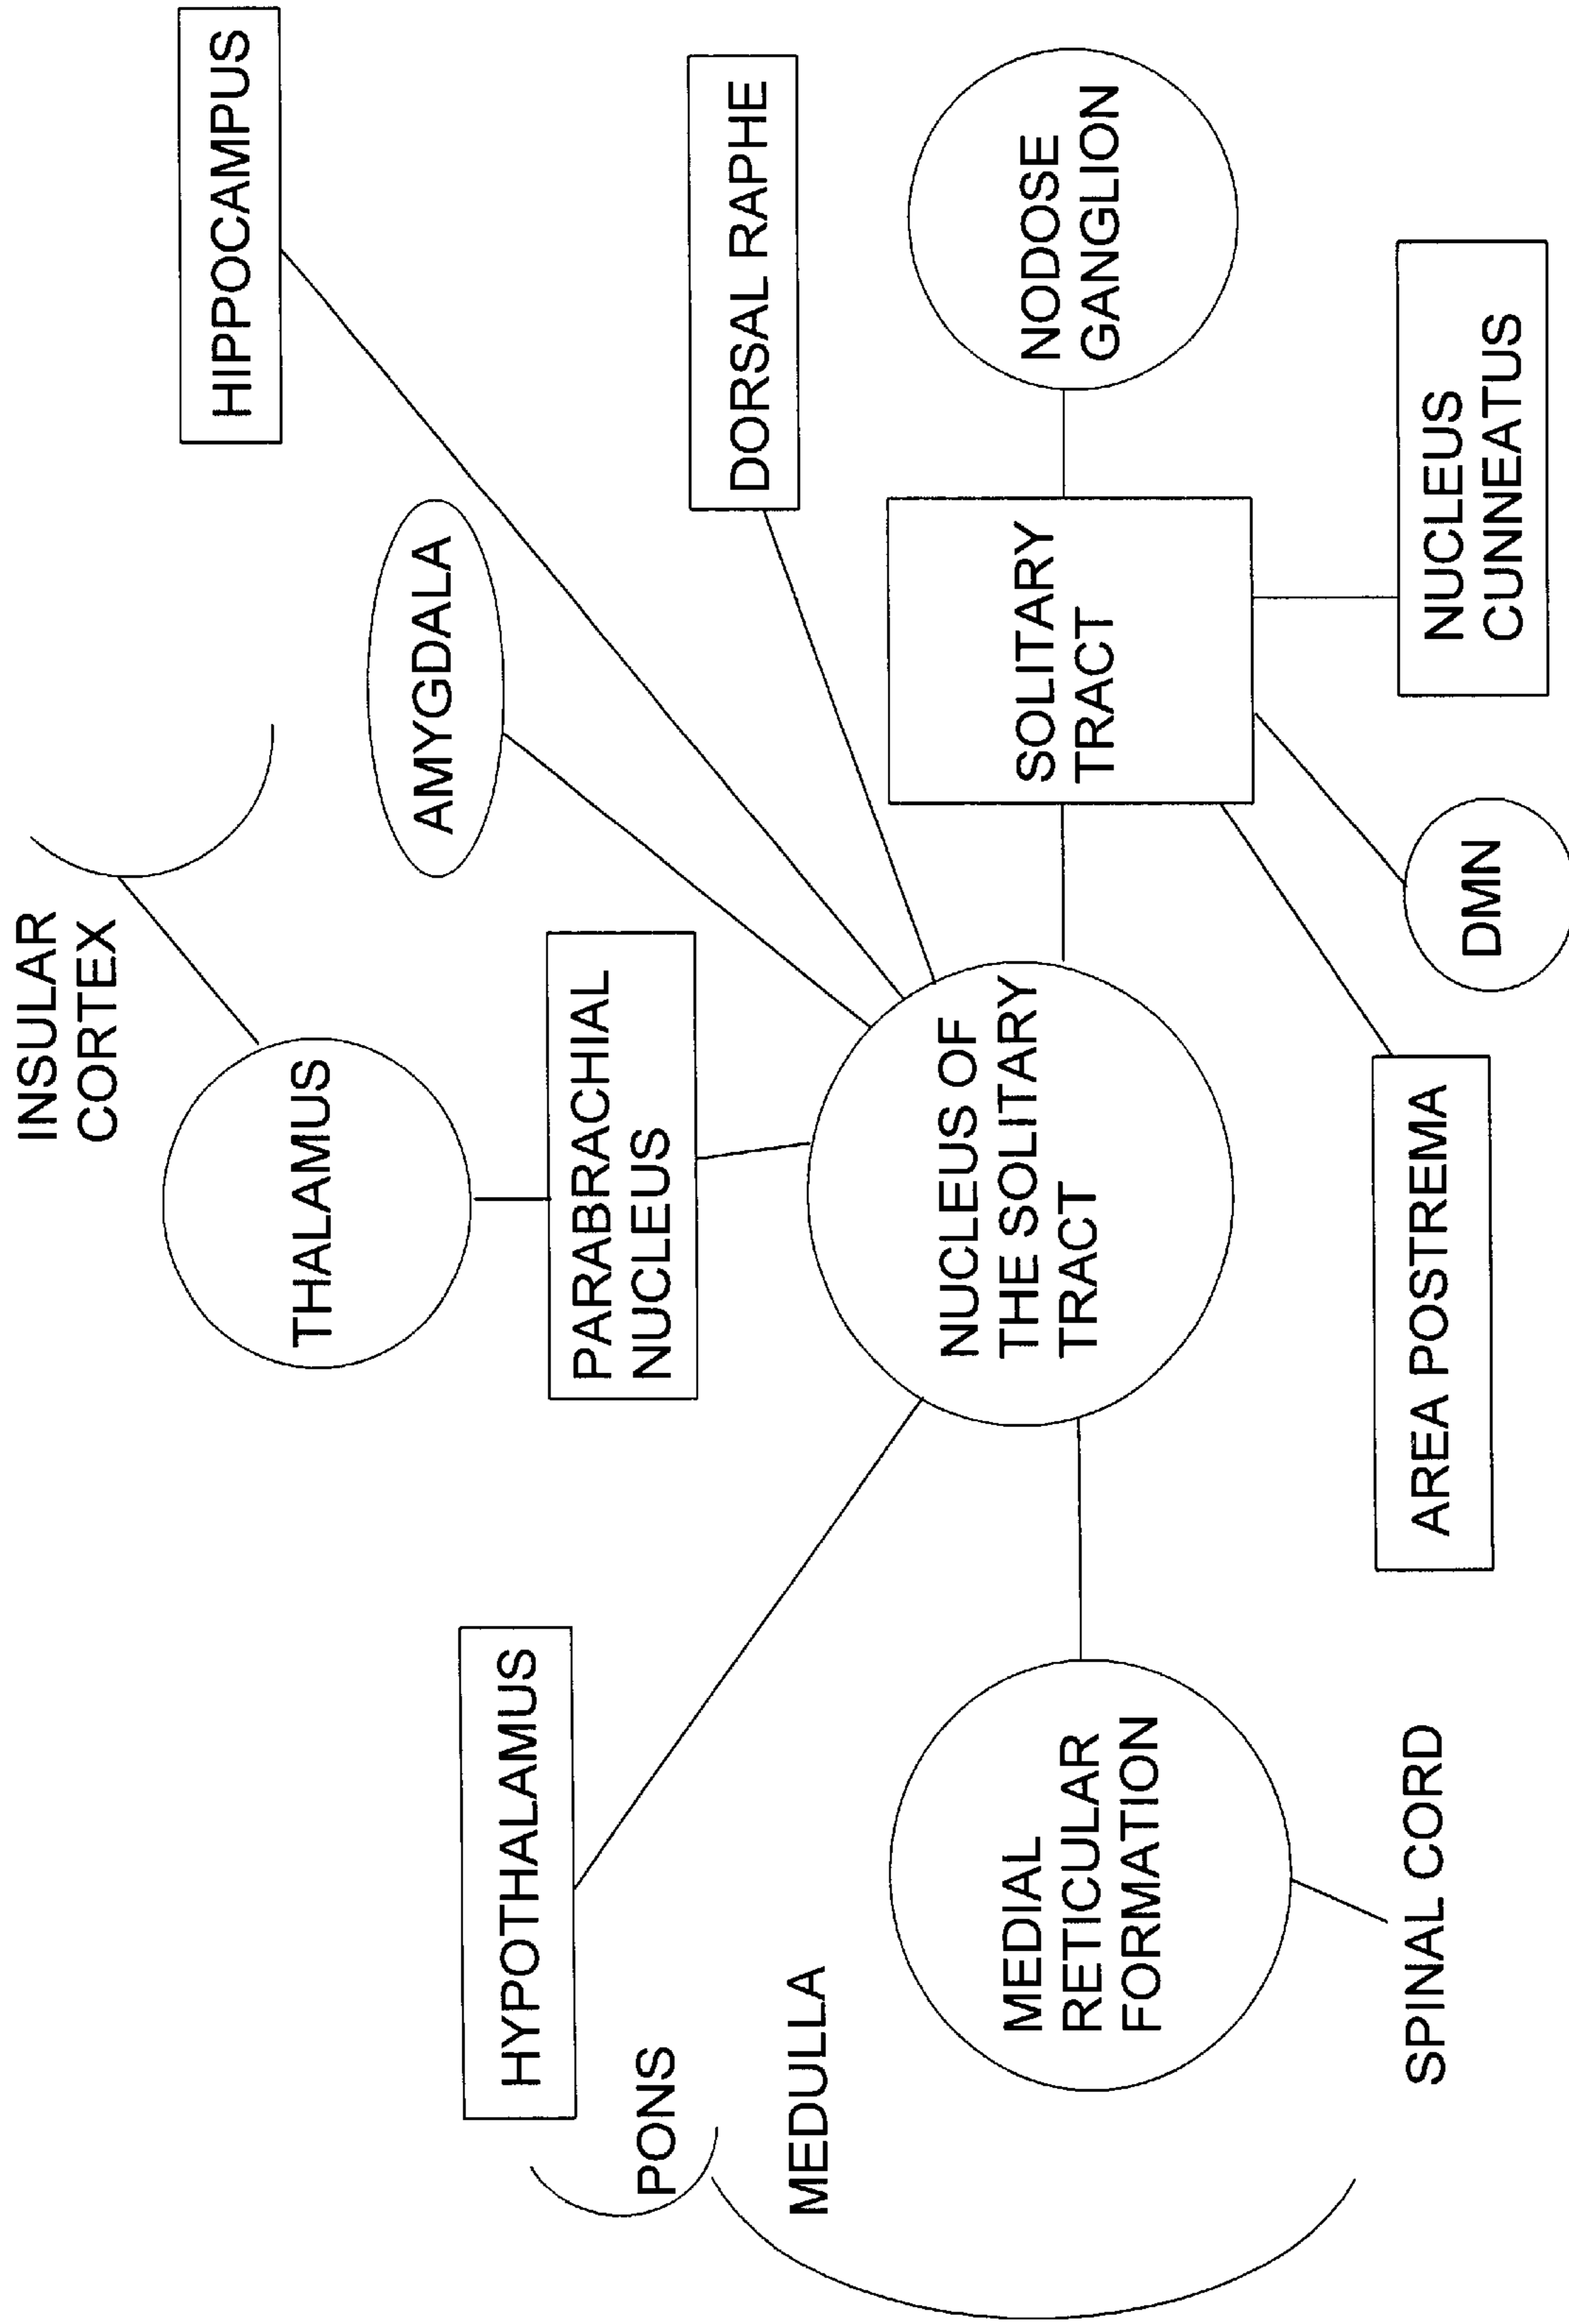 INSULAR
CORTEX
HIPPOCAMPUS
THALAMUS
AMYGDALA
HYPOTHALAMUS
PARABRACHIAL
NUCLEUS
DORSAL RAPHE
PONS
MEDULLA
NUCLEUS OF
THE SOLITARY
TRACT
SOLITARY
TRACT
NODOSE
GANGLION
MEDIAL
RETICULAR
FORMATION
SPINAL CORD
AREA POSTREMA
DMN
NUCLEUS
CUNNEATUS